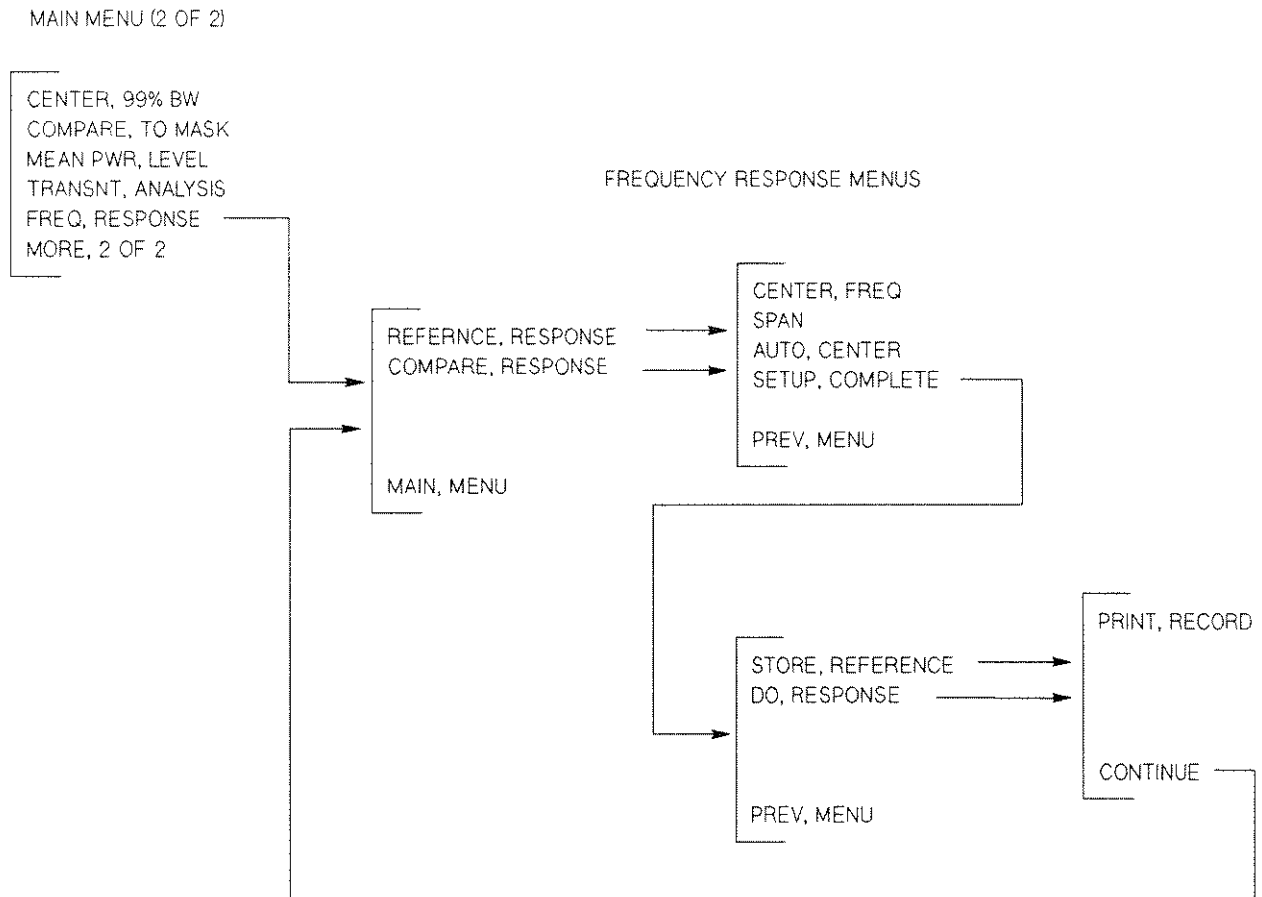 MAIN MENU (2 OF 2)
CENTER, 99% BW
COMPARE, TO MASK
MEAN PWR, LEVEL
TRANSNT, ANALYSIS
FREQ, RESPONSE
MORE, 2 OF 2
FREQUENCY RESPONSE MENUS
REFERNCE, RESPONSE
COMPARE, RESPONSE
MAIN, MENU
CENTER, FREQ
SPAN
AUTO, CENTER
SETUP, COMPLETE
PREV, MENU
STORE, REFERENCE
DO, RESPONSE
PREV, MENU
PRINT, RECORD
CONTINUE